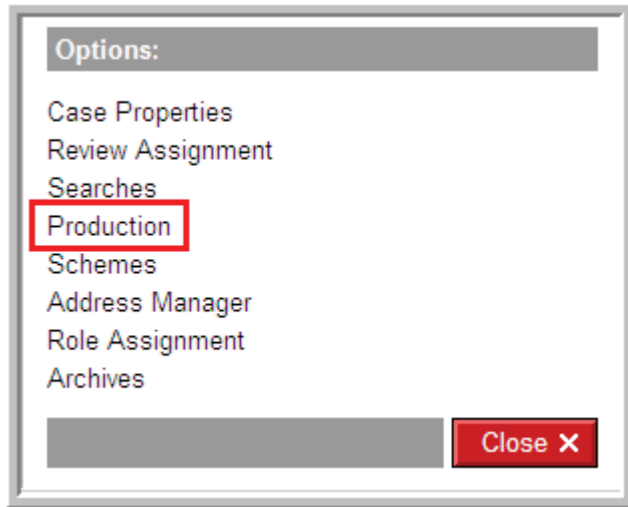 Options:
Case Properties
Review Assignment
Searches
Production
Schemes
Address Manager
Role Assignment
Archives
Close X